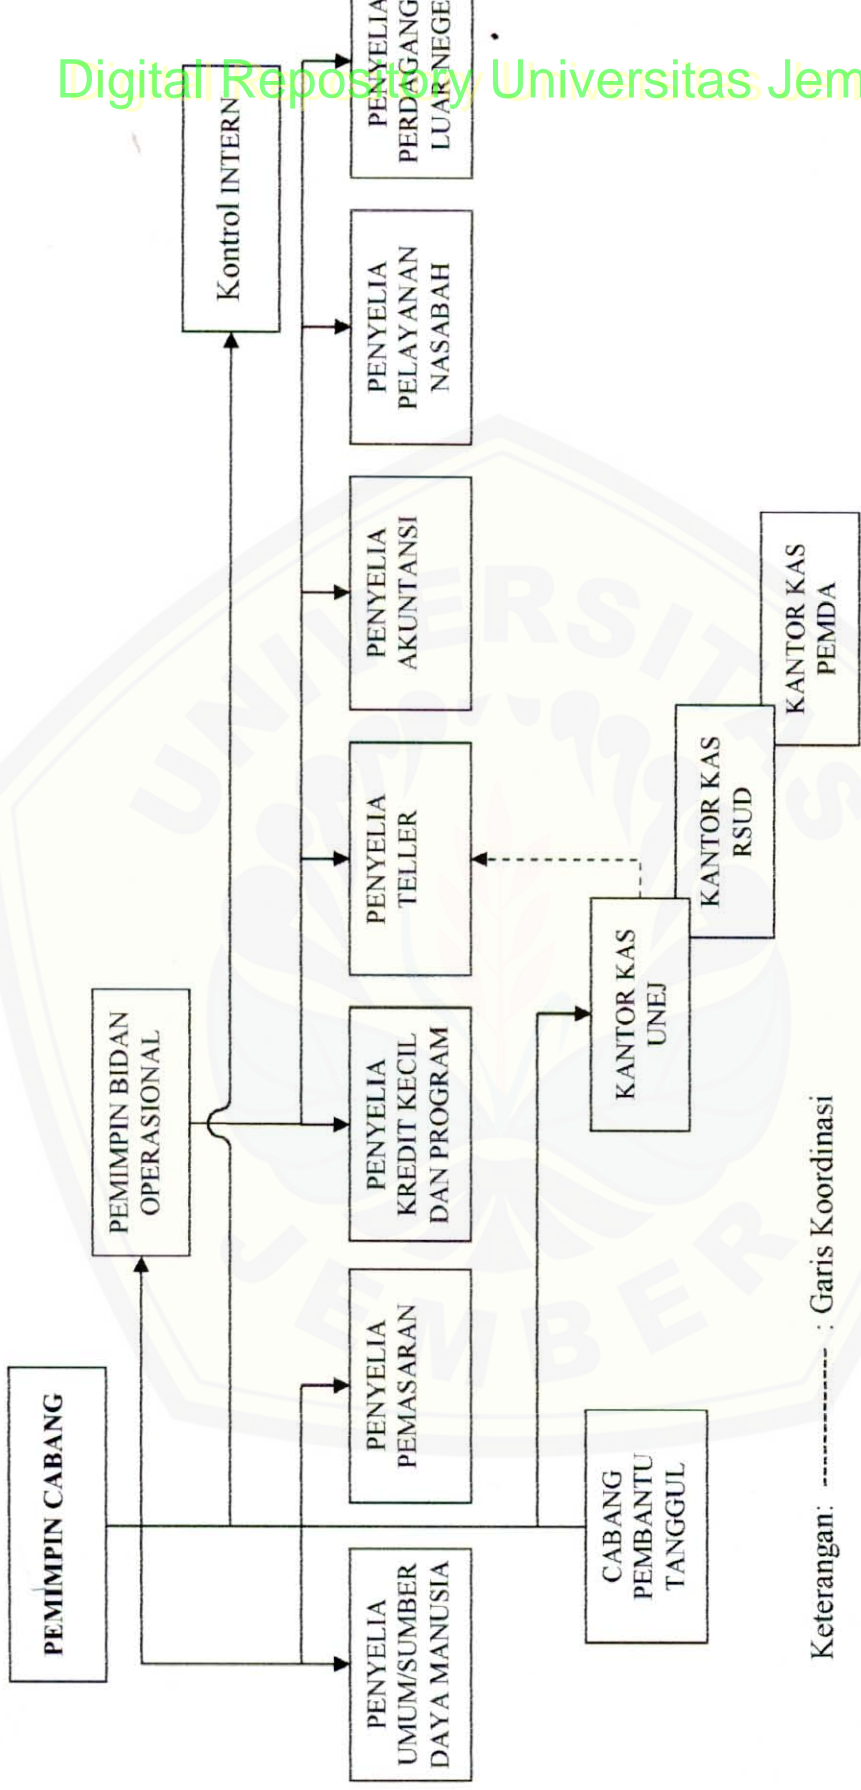 Digital Repository Universitas Jem
PEMIMPIN CABANG
PEMIMPIN BIDAN
OPERASIONAL
Kontrol INTERN
PENYELIA
UMUM/SUMBER
DAYA MANUSIA
PENYELIA
PEMASARAN
PENYELIA
KREDIT KECIL
DAN PROGRAM
PENYELIA
TELLER
PENYELIA
AKUNTANSI
PENYELIA
PELAYANAN
NASABAH
PENYELIA
PERDAGANG
LUAR NEGE
CABANG
PEMBANTU
TANGGUL
KANTOR KAS
UNEJ
KANTOR KAS
RSUD
KANTOR KAS
PEMDA
Keterangan: ------------- : Garis Koordinasi
UNIVERSITAS
JEMBER